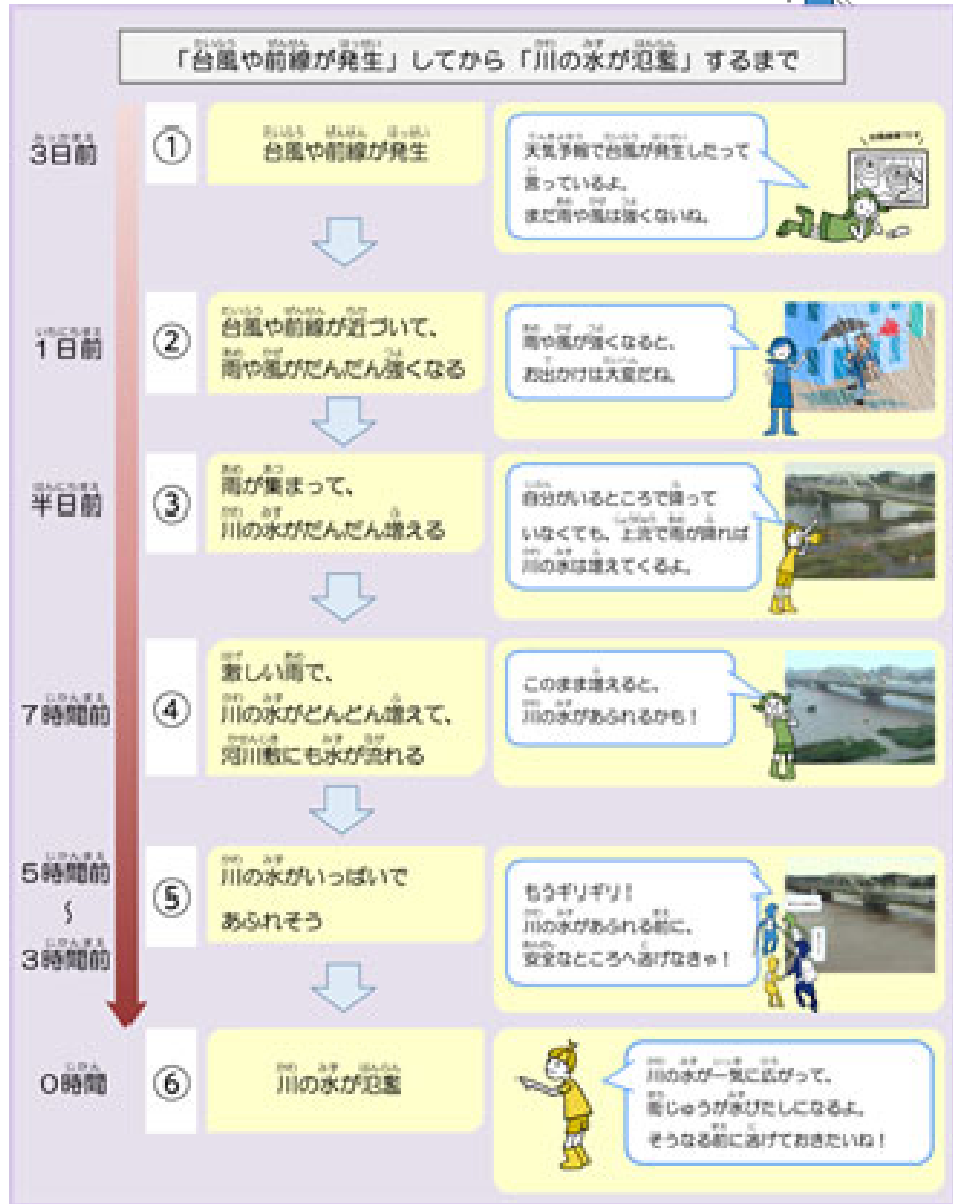 「台風や前線が発生」してから「川の水が氾濫」するまで
3日前
①
台風や前線が発生
天気予報で台風が発生したって
言っているよ。
まだ雨や風は強くないね。
1日前
②
台風や前線が近づいて、
雨や風がだんだん強くなる
雨や風が強くなると、
お出かけは大変だね。
半日前
③
雨が集まって、
川の水がだんだん増える
自分がいるところで降って
いなくても、上流で雨が降れば
川の水は増えてくるよ。
7時間前
④
激しい雨で、
川の水がどんどん増えて、
河川敷にも水が流れる
このまま増えると、
川の水があふれるかも！
5時間前
～
3時間前
⑤
川の水がいっぱいで
あふれそう
もうギリギリ！
川の水があふれる前に、
安全なところへ逃げなきゃ！
0時間
⑥
川の水が氾濫
川の水が一気に広がって、
街じゅうが水びたしになるよ。
そうなる前に逃げておきたいね！